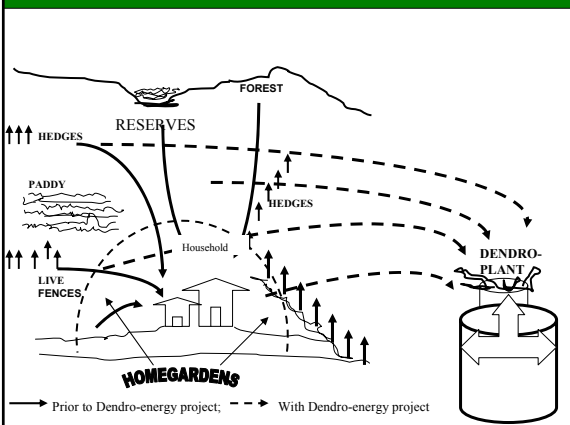 FOREST
RESERVES
HEDGES
PADDY
HEDGES
Household
DENDRO-
PLANT
LIVE
FENCES
HOMEGARDENS
Prior to Dendro-energy project; With Dendro-energy project